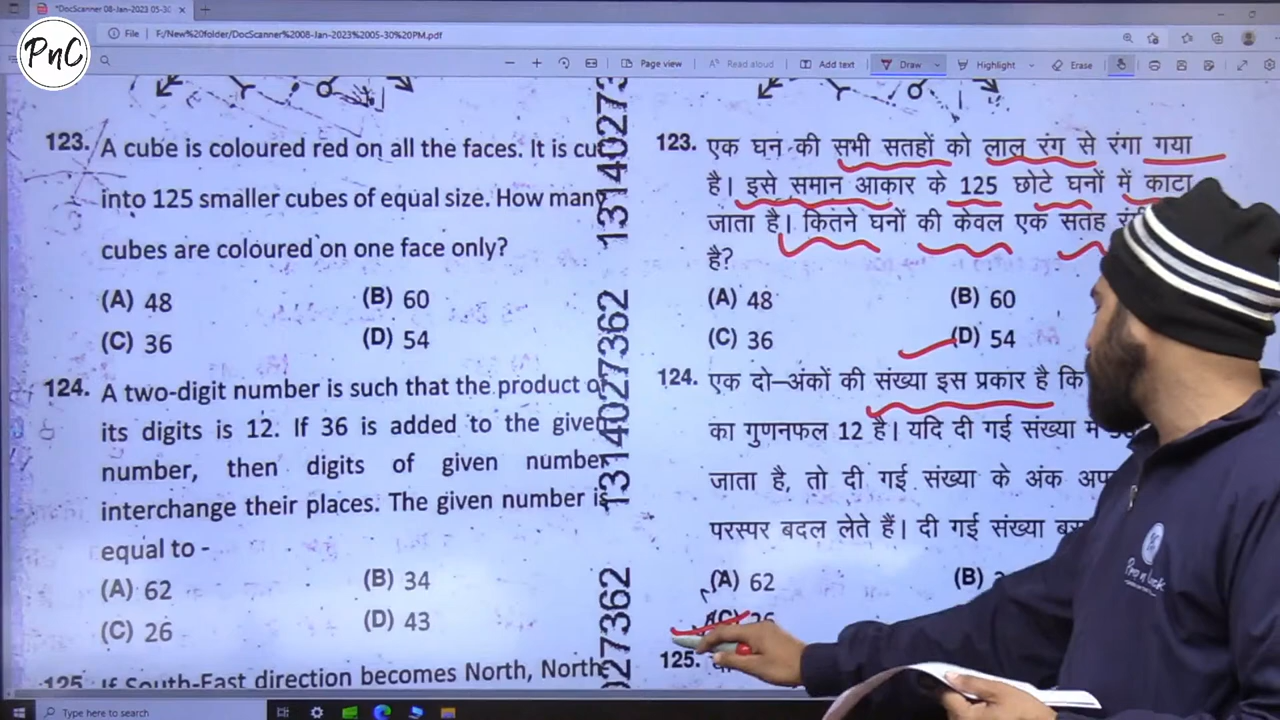 *DocScanner 08-Jan-2023 05-30
PnC
File F:/New%20folder/DocScanner%2008-Jan-2023%2005-30%20PM.pdf
Page view Read aloud Add text Draw Highlight Erase
123. A cube is coloured red on all the faces. It is cu
into 125 smaller cubes of equal size. How many
cubes are coloured on one face only?
(A) 48 (B) 60
(C) 36 (D) 54
124. A two-digit number is such that the product of
its digits is 12. If 36 is added to the given
number, then digits of given number
interchange their places. The given number is
equal to -
(A) 62 (B) 34
(C) 26 (D) 43
125. If South-East direction becomes North, North
13140273
1314027362
027362
123. एक घन की सभी सतहों को लाल रंग से रंगा गया
है। इसे समान आकार के 125 छोटे घनों में काटा
जाता है। कितने घनों की केवल एक सतह
है?
(A) 48 (B) 60
(C) 36 (D) 54
124. एक दो–अंकों की संख्या इस प्रकार है कि
का गुणनफल 12 है। यदि दी गई संख्या में
जाता है, तो दी गई संख्या के अंक
परस्पर बदल लेते हैं। दी गई संख्या
(A) 62 (B)
(C) 26
125.
Type here to search